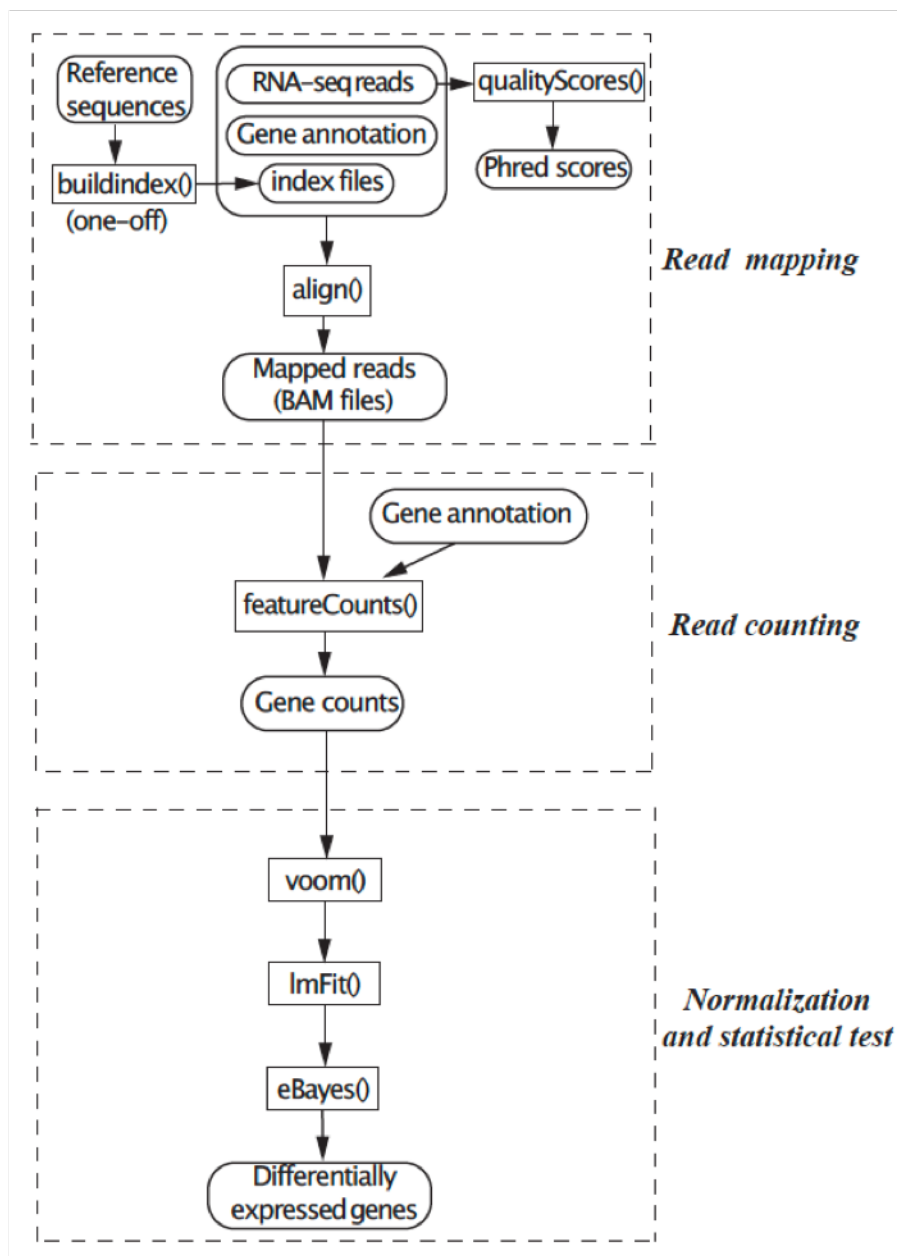 Reference
sequences
buildindex()
(one-off)
RNA-seq reads
Gene annotation
index files
qualityScores()
Phred scores
align()
Mapped reads
(BAM files)
Read mapping
Gene annotation
featureCounts()
Gene counts
Read counting
voom()
lmFit()
eBayes()
Differentially
expressed genes
Normalization
and statistical test